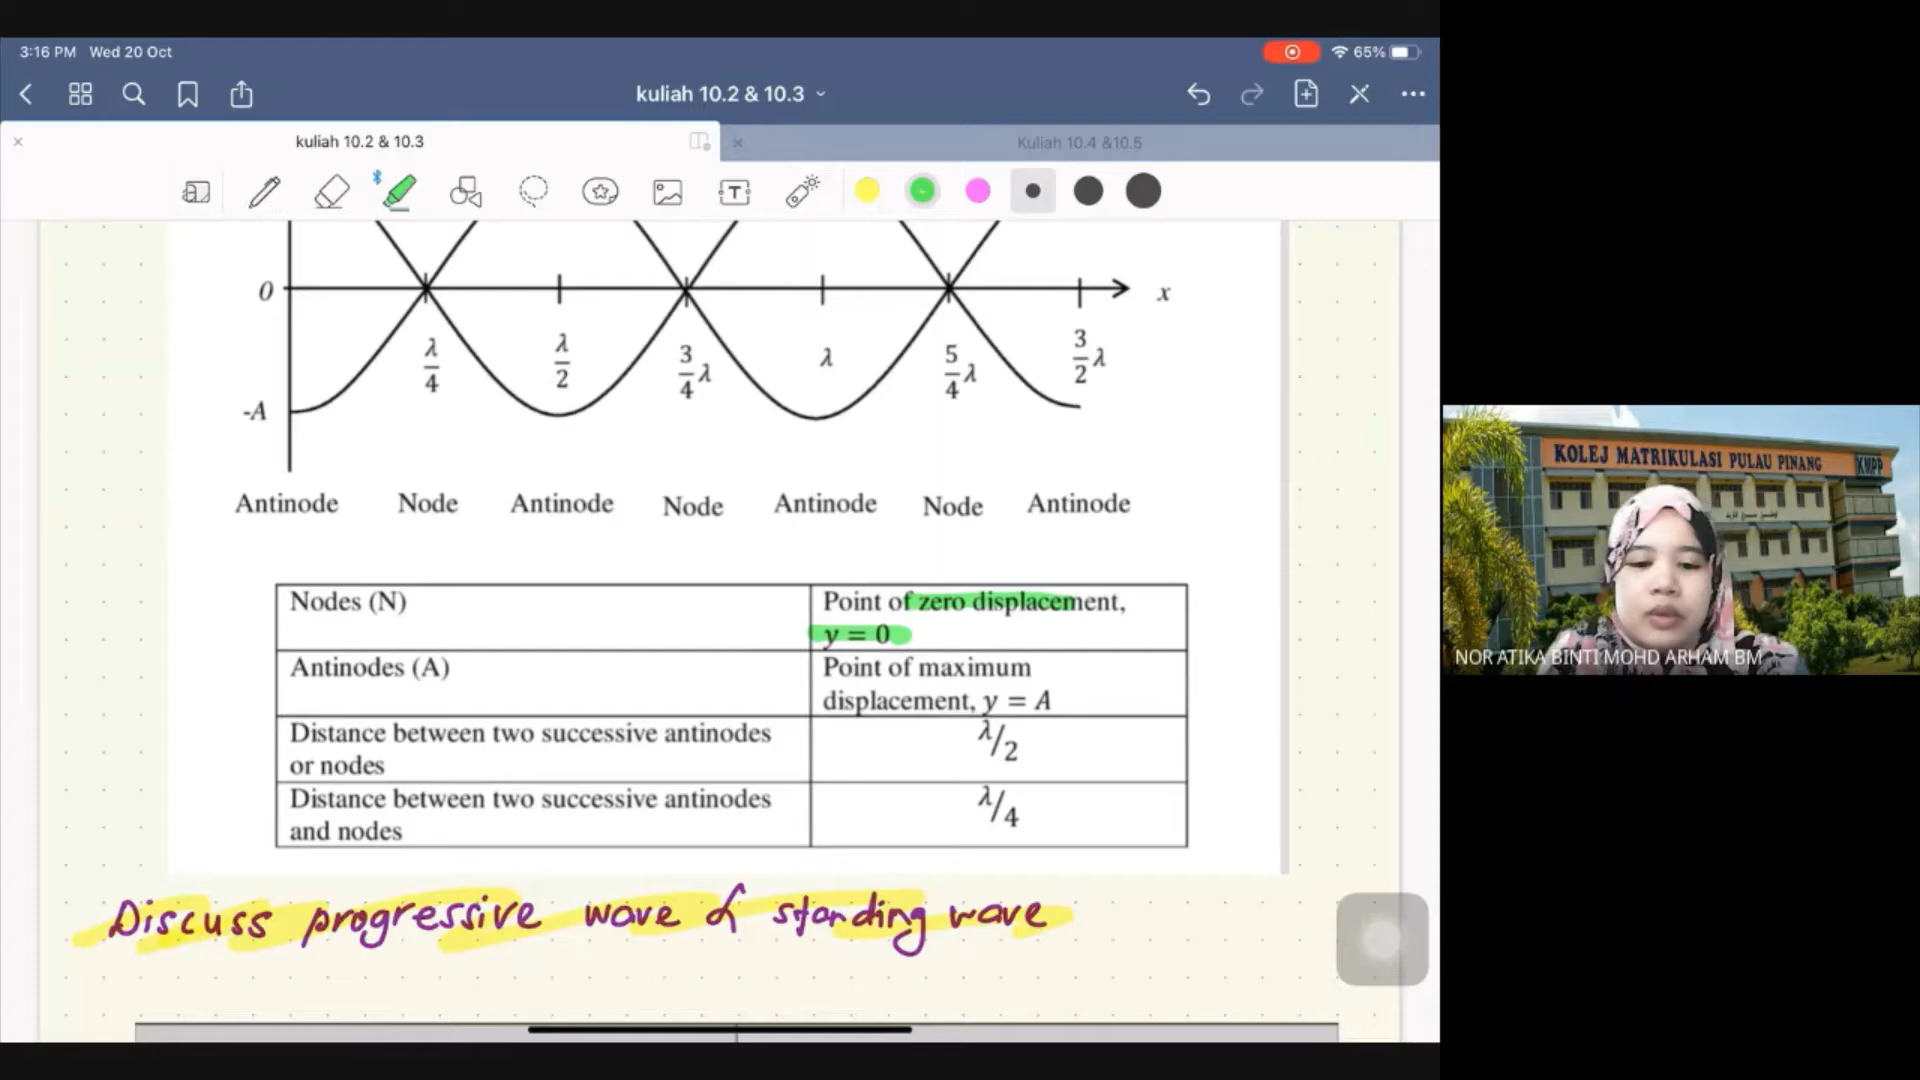 3:16 PM Wed 20 Oct
65%
kuliah 10.2 & 10.3
kuliah 10.2 & 10.3
Kuliah 10.4 &10.5
T
0
x
λ/4
λ/2
3/4 λ
λ
5/4 λ
3/2 λ
-A
Antinode Node Antinode Node Antinode Node Antinode
Nodes (N)
Point of zero displacement,
y = 0
Antinodes (A)
Point of maximum
displacement, y = A
Distance between two successive antinodes
or nodes
λ/2
Distance between two successive antinodes
and nodes
λ/4
Discuss progressive wave & standing wave
KOLEJ MATRIKULASI PULAU PINANG
KMPP
NOR ATIKA BINTI MOHD ARHAM BM